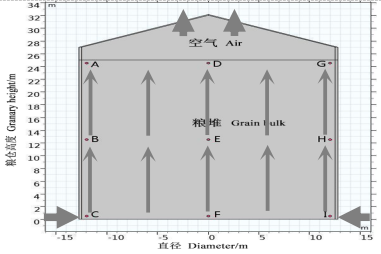 34 m
32
30
28
26
24
22
20
18
16
14
12
10
8
6
4
2
0
粮仓高度 Granary height/m
空气 Air
A D G
粮堆 Grain bulk
B E H
C F I
m
-15 -10 -5 0 5 10 15
直径 Diameter/m